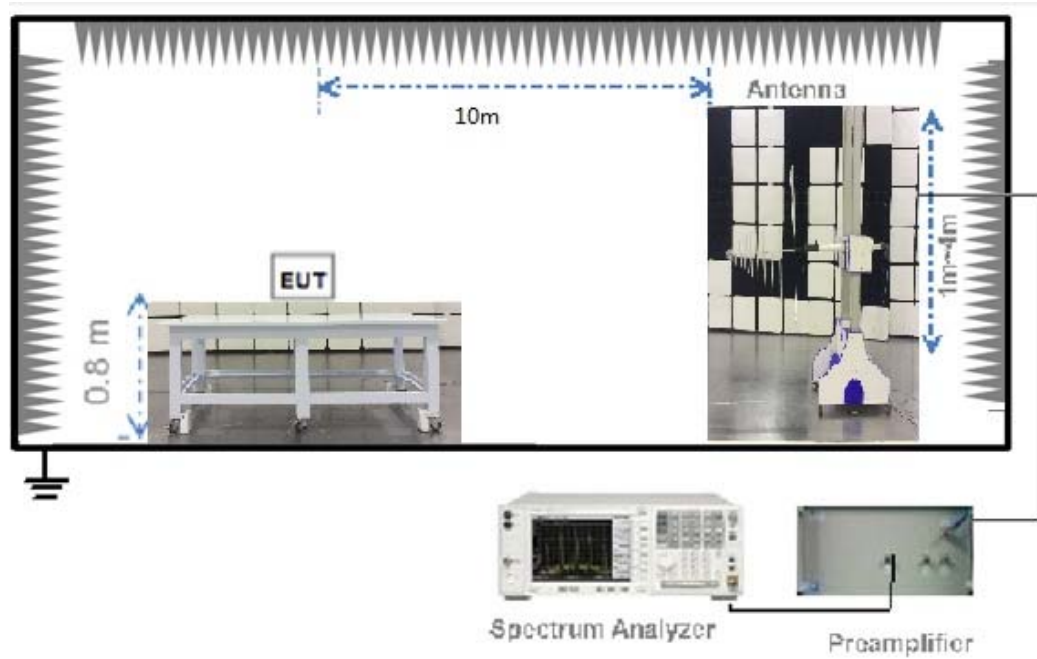 Antenna
10m
1m~4m
EUT
0.8 m
Spectrum Analyzer
Preamplifier